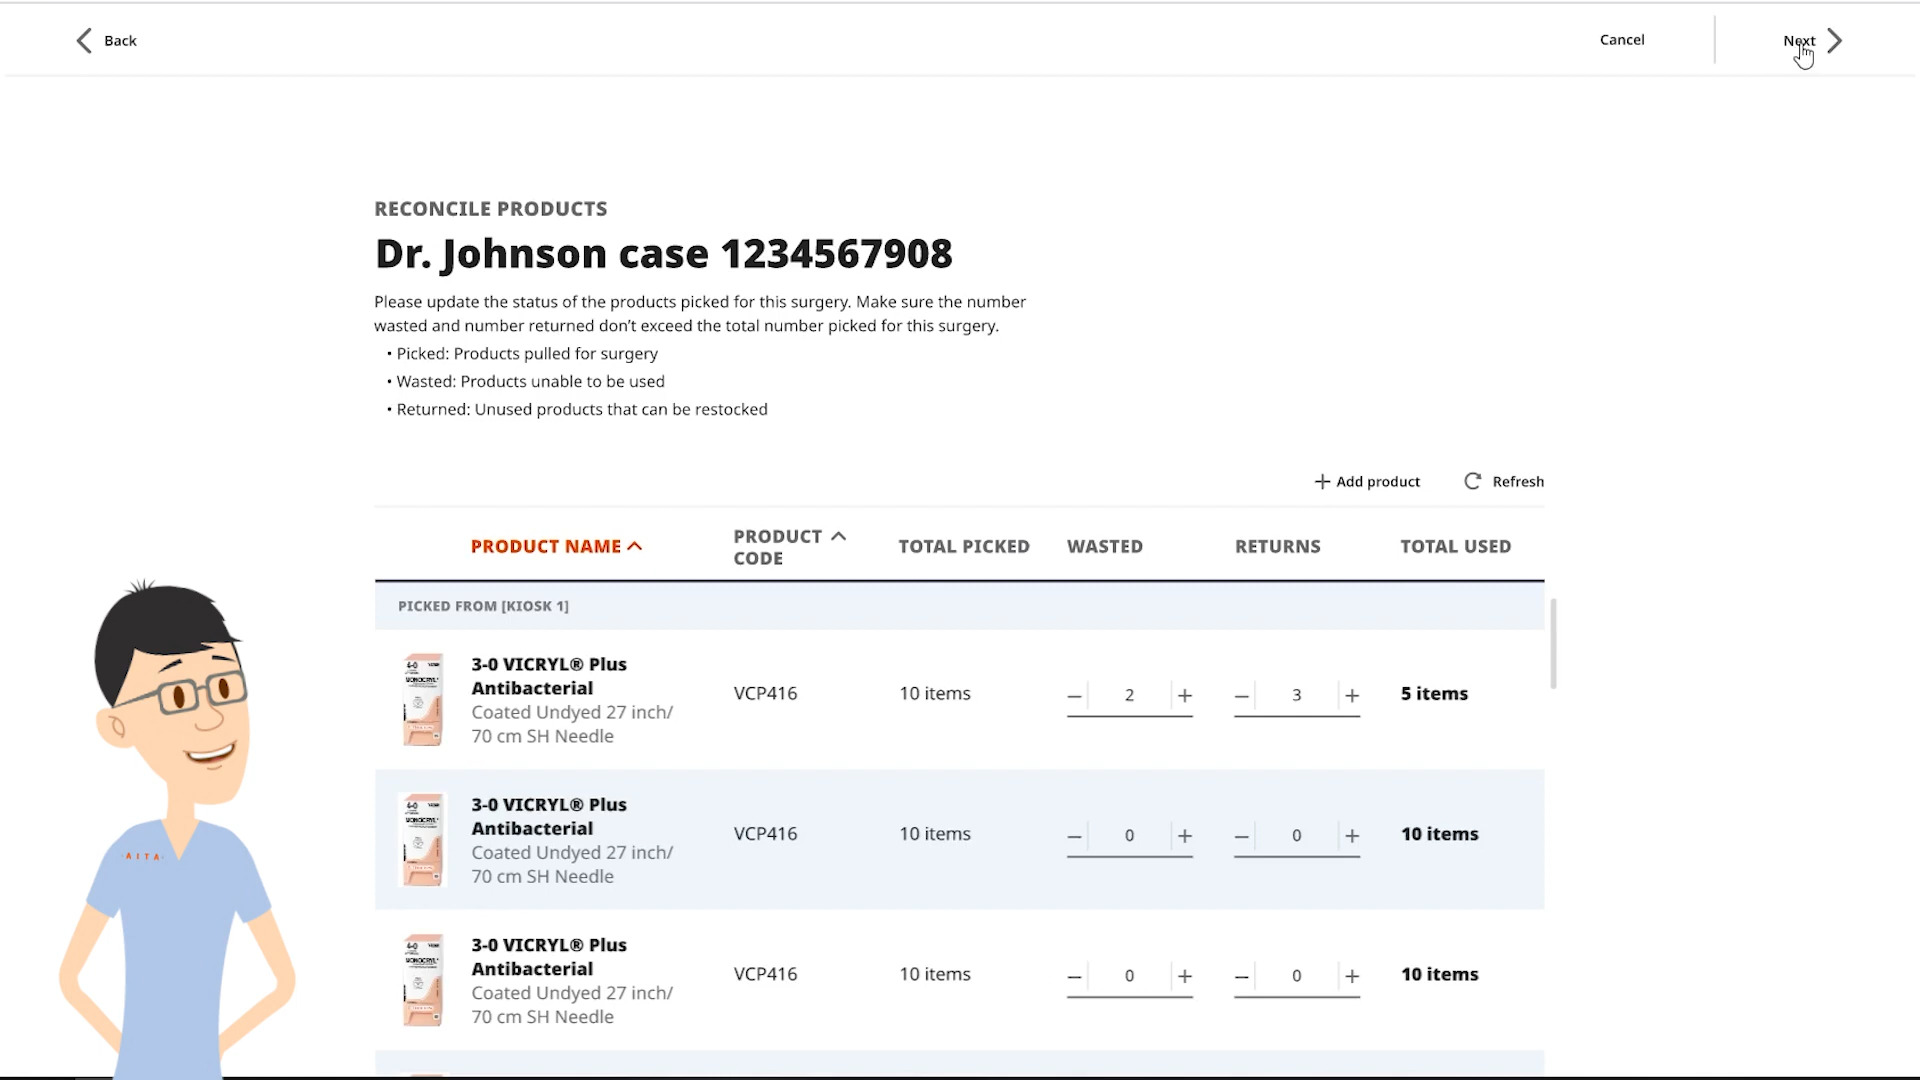 Back
Cancel
Next
RECONCILE PRODUCTS
Dr. Johnson case 1234567908
Please update the status of the products picked for this surgery. Make sure the number
wasted and number returned don't exceed the total number picked for this surgery.
• Picked: Products pulled for surgery
• Wasted: Products unable to be used
• Returned: Unused products that can be restocked
+ Add product
Refresh
PRODUCT NAME
PRODUCT
CODE
TOTAL PICKED
WASTED
RETURNS
TOTAL USED
PICKED FROM [KIOSK 1]
3-0 VICRYL® Plus
Antibacterial
Coated Undyed 27 inch/
70 cm SH Needle
VCP416
10 items
– 2 +
– 3 +
5 items
3-0 VICRYL® Plus
Antibacterial
Coated Undyed 27 inch/
70 cm SH Needle
VCP416
10 items
– 0 +
– 0 +
10 items
3-0 VICRYL® Plus
Antibacterial
Coated Undyed 27 inch/
70 cm SH Needle
VCP416
10 items
– 0 +
– 0 +
10 items
AITA